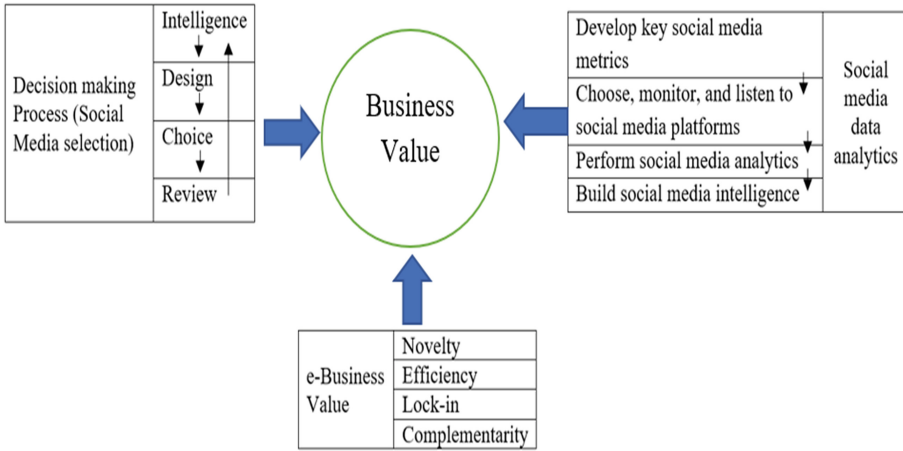 Decision making
Process (Social
Media selection)
Intelligence
Design
Choice
Review
Business
Value
Develop key social media
metrics
Choose, monitor, and listen to
social media platforms
Perform social media analytics
Build social media intelligence
Social
media
data
analytics
e-Business
Value
Novelty
Efficiency
Lock-in
Complementarity